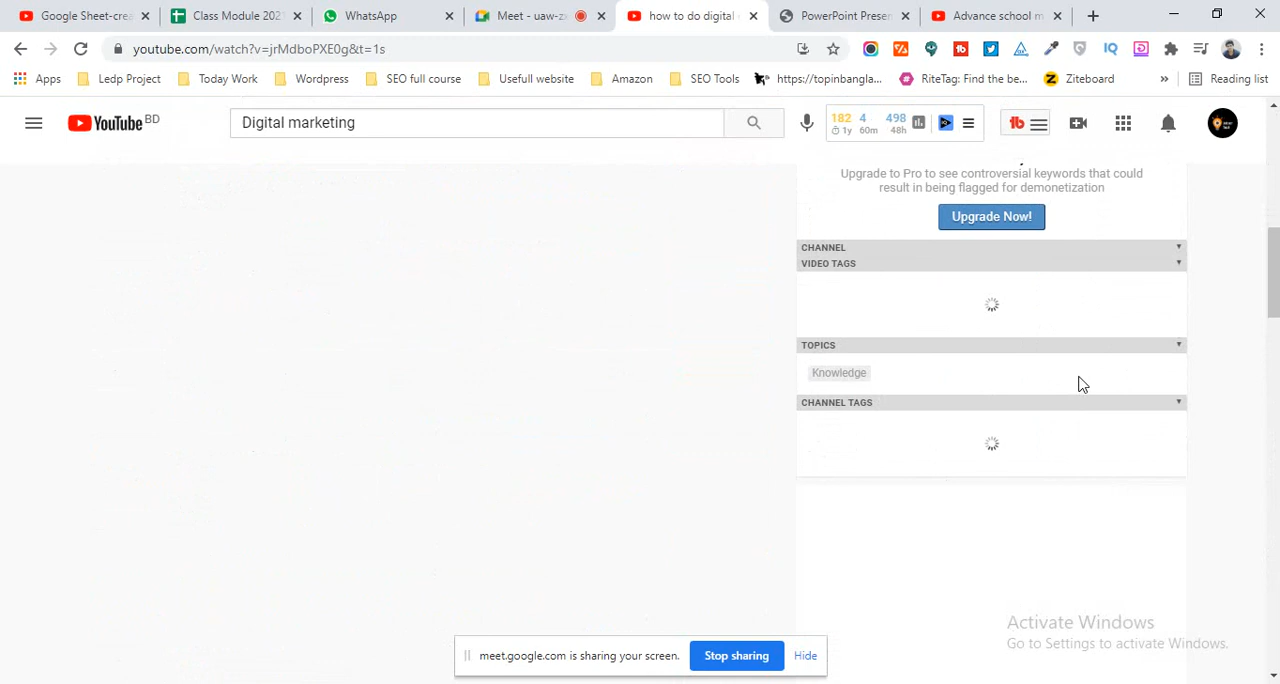 Google Sheet-crea
Class Module 2021
WhatsApp
Meet - uaw-zx
how to do digital
PowerPoint Presen
Advance school m
youtube.com/watch?v=jrMdboPXE0g&t=1s
Apps
Ledp Project
Today Work
Wordpress
SEO full course
Usefull website
Amazon
SEO Tools
https://topinbangla...
RiteTag: Find the be...
Ziteboard
»
Reading list
YouTube BD
Digital marketing
182 4 498
1y 60m 48h
Upgrade to Pro to see controversial keywords that could
result in being flagged for demonetization
Upgrade Now!
CHANNEL
VIDEO TAGS
TOPICS
Knowledge
CHANNEL TAGS
Activate Windows
Go to Settings to activate Windows.
meet.google.com is sharing your screen.
Stop sharing
Hide